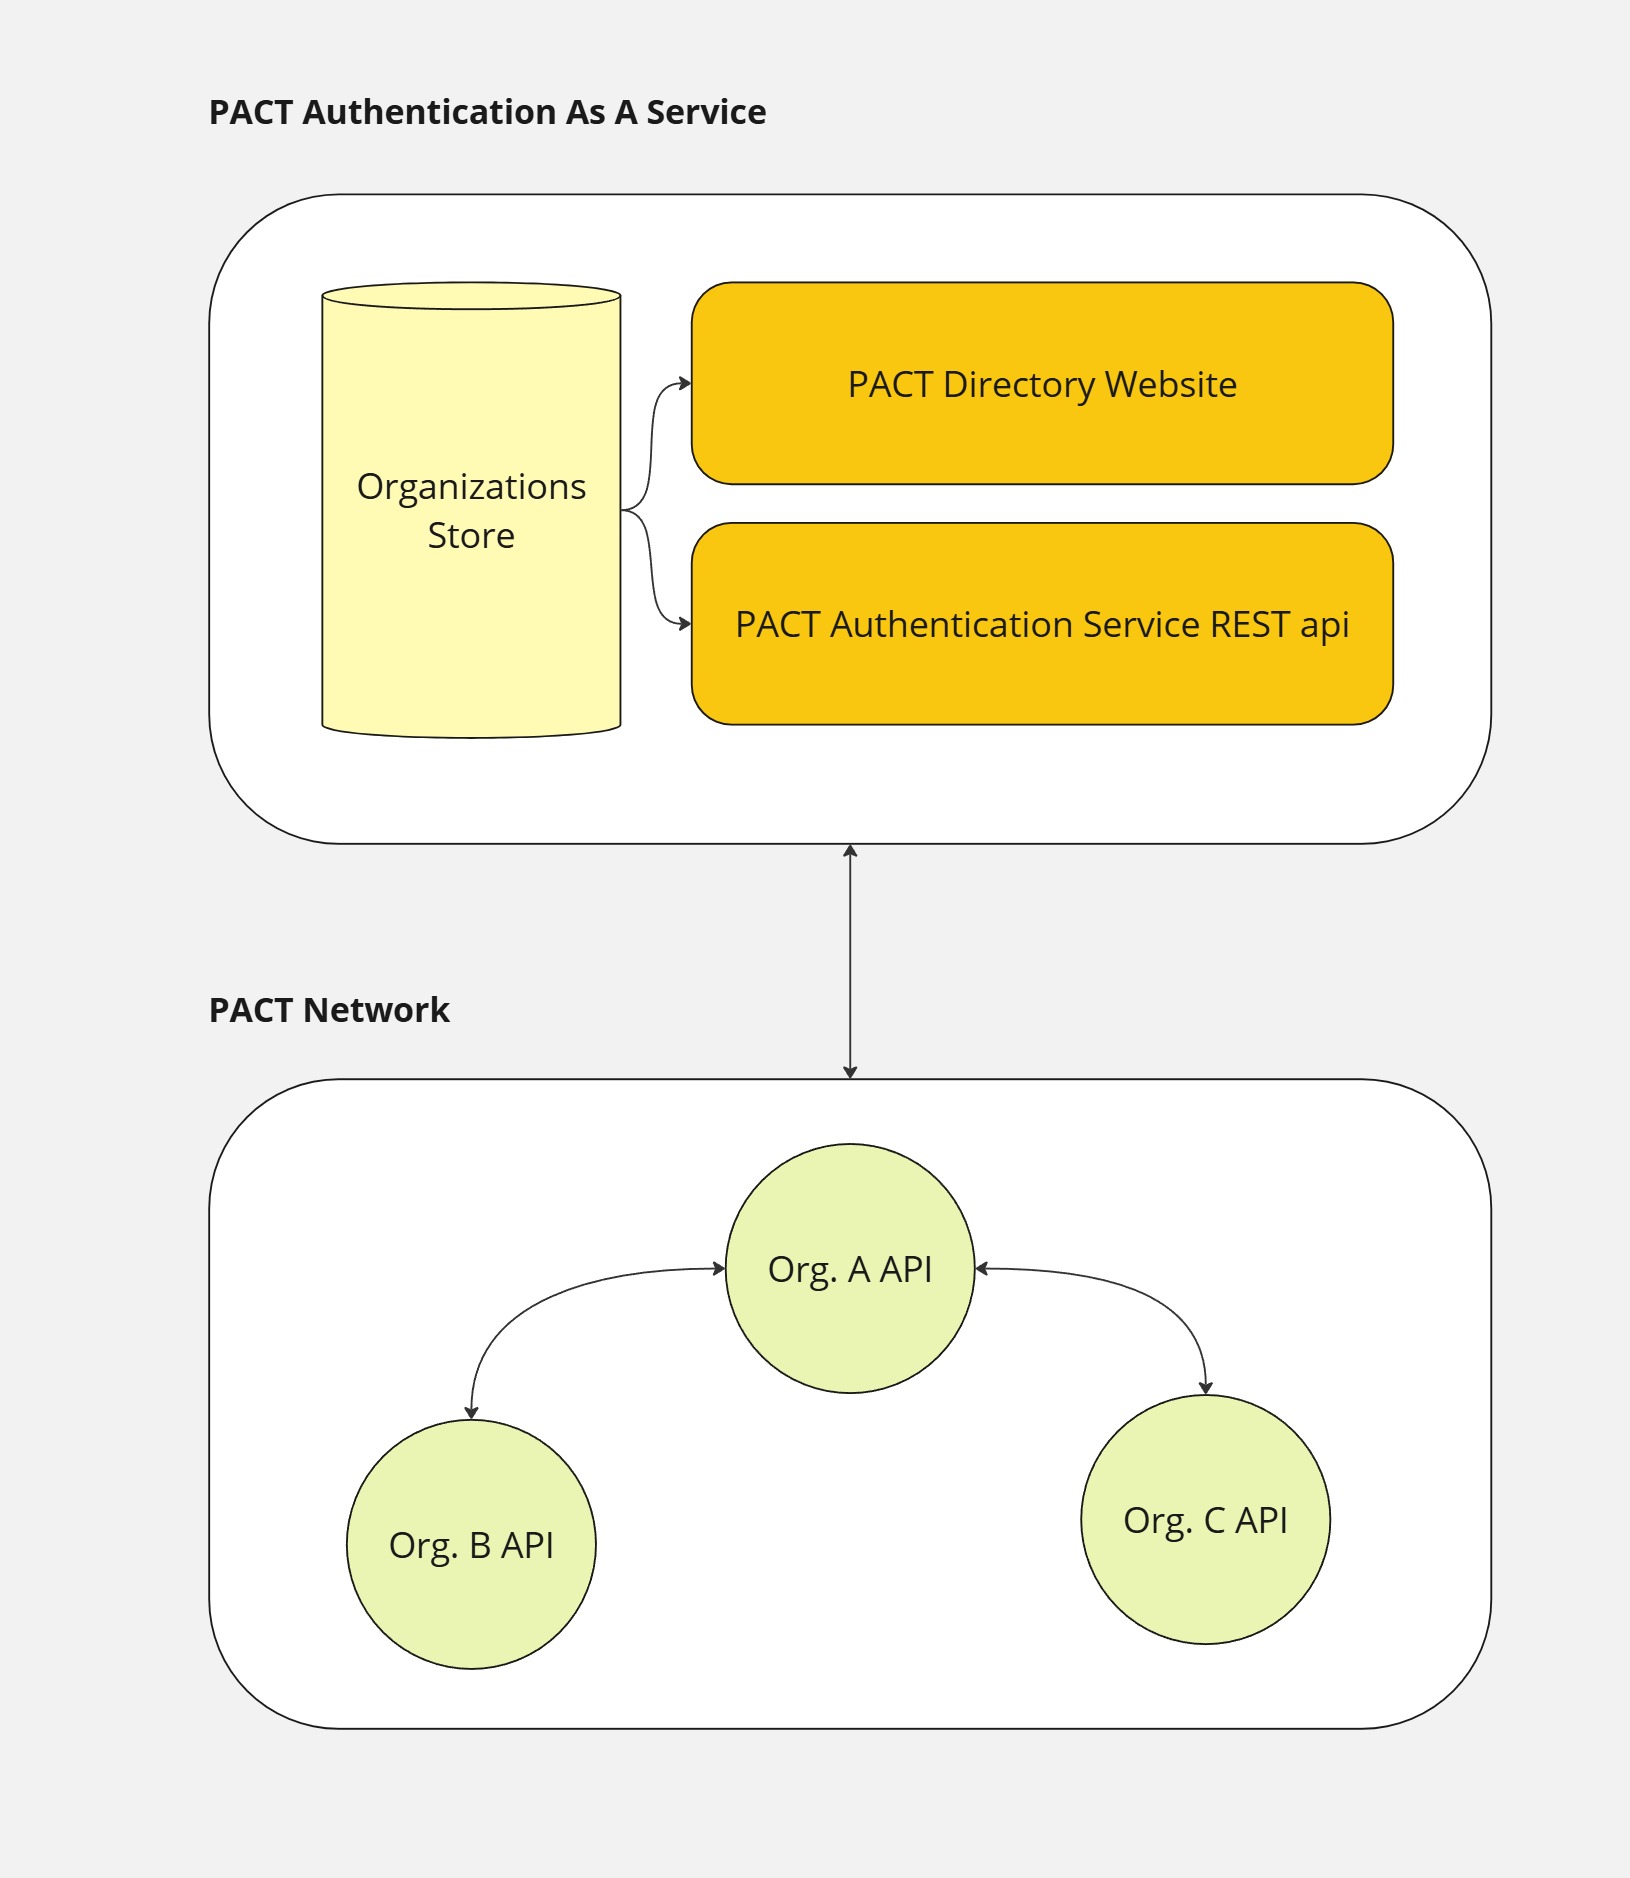 PACT Authentication As A Service
Organizations
Store
PACT Directory Website
PACT Authentication Service REST api
PACT Network
Org. A API
Org. B API
Org. C API